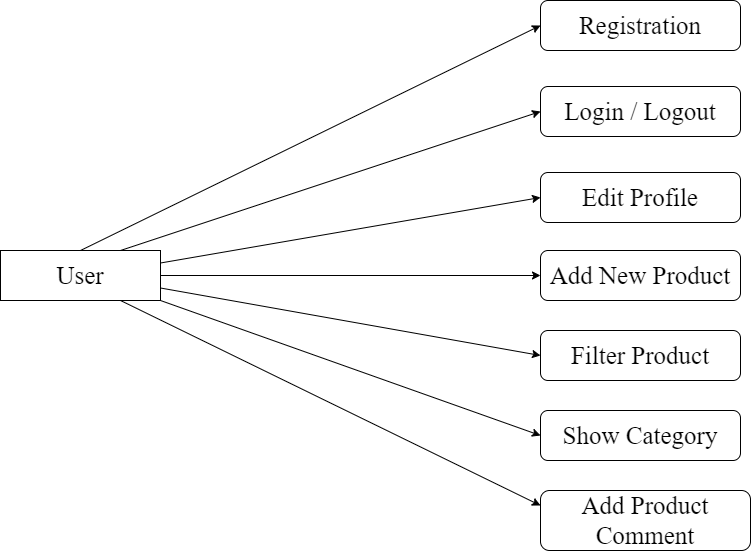 Registration
Login / Logout
Edit Profile
User
Add New Product
Filter Product
Show Category
Add Product
Comment